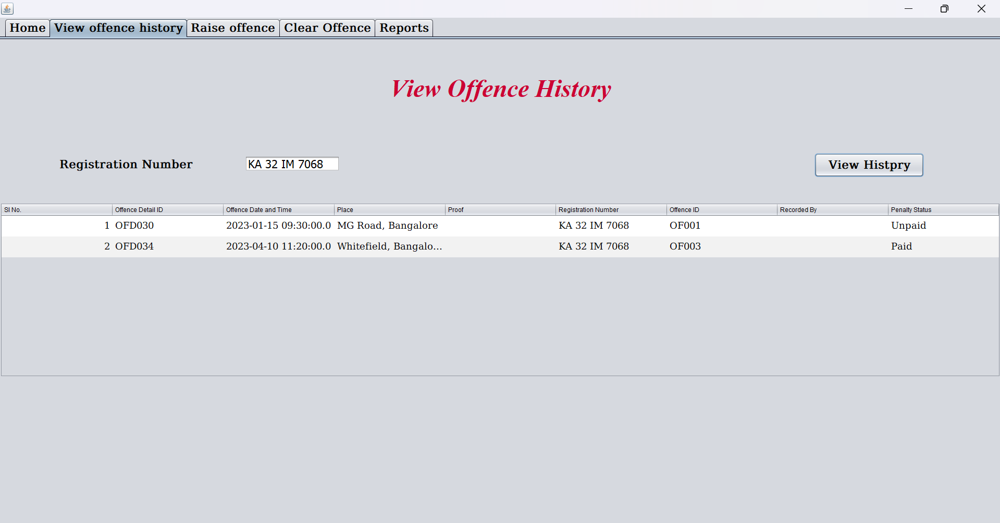 Home View offence history Raise offence Clear Offence Reports
View Offence History
Registration Number KA 32 IM 7068 View Histpry
Sl No. Offence Detail ID Offence Date and Time Place Proof Registration Number Offence ID Recorded By Penalty Status
1 OFD030 2023-01-15 09:30:00.0 MG Road, Bangalore KA 32 IM 7068 OF001 Unpaid
2 OFD034 2023-04-10 11:20:00.0 Whitefield, Bangalo... KA 32 IM 7068 OF003 Paid